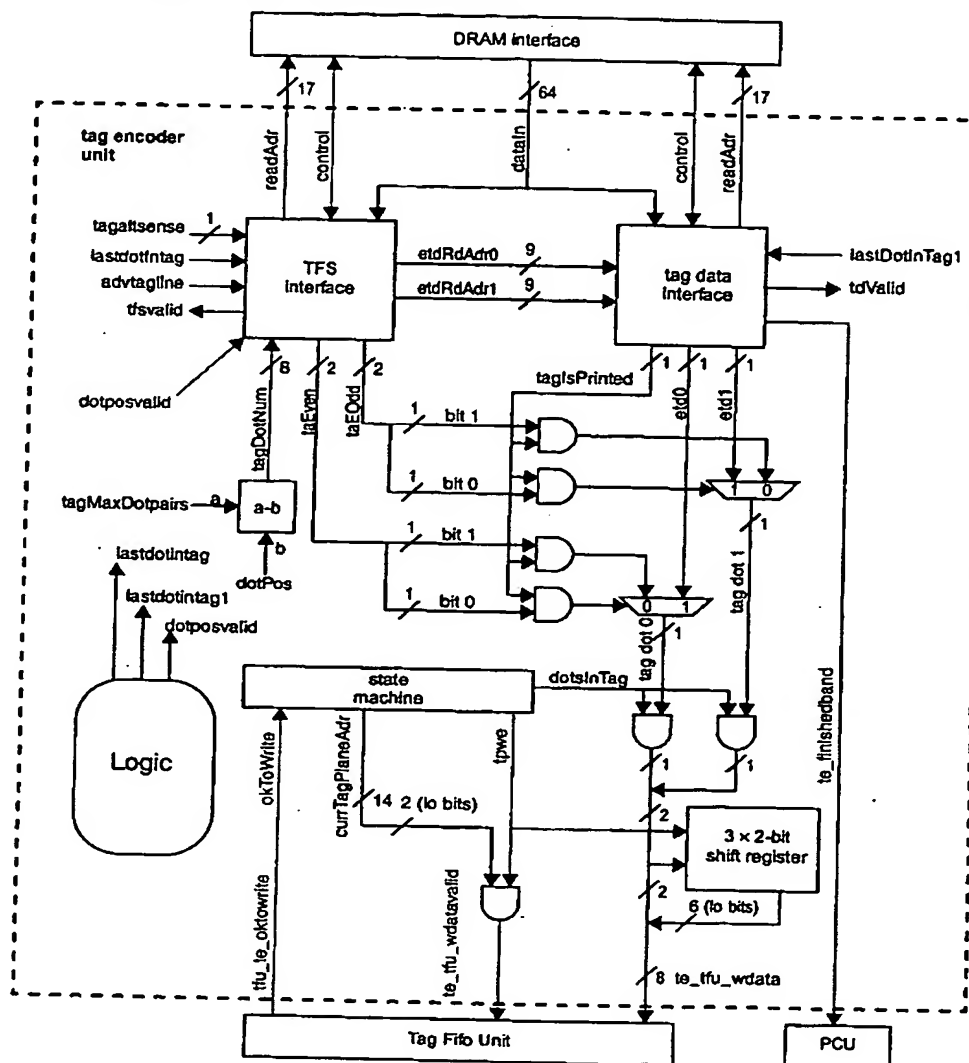 DRAM interface
17
64
17
tag encoder
unit
readAdr
control
dataIn
control
readAdr
tagaltsense
1
lastdotintag
advtagline
tfsvalid
dotposvalid
TFS
Interface
etdRdAdr0
9
etdRdAdr1
9
tag data
interface
lastDotInTag1
tdValid
8
2
2
1
1
1
tagDotNum
taEven
taEOdd
tagIsPrinted
etd0
etd1
1
bit 1
1
bit 0
1
bit 1
1
bit 0
1 0
1
tag dot 1
0 1
1
tag dot 0
tagMaxDotpairs
a
a-b
b
dotPos
lastdotintag
lastdotintag1
dotposvalid
Logic
state
machine
dotsInTag
okToWrite
currTagPlaneAdr
14
2 (lo bits)
tpwe
1
1
2
3 × 2-bit
shift register
2
6 (lo bits)
tfu_te_oktowrite
te_tfu_wdatavalid
8 te_tfu_wdata
te_finishedband
Tag Fifo Unit
PCU